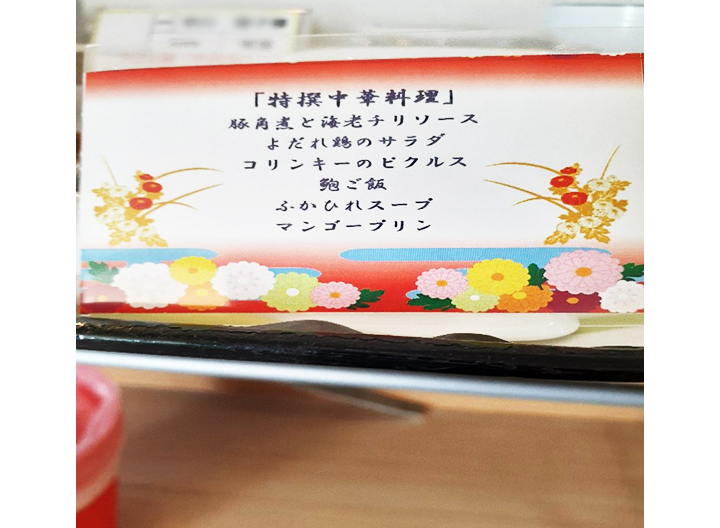 「特撰中華料理」
豚角煮と海老チリソース
よだれ鶏のサラダ
コリンキーのピクルス
鮑ご飯
ふかひれスープ
マンゴープリン